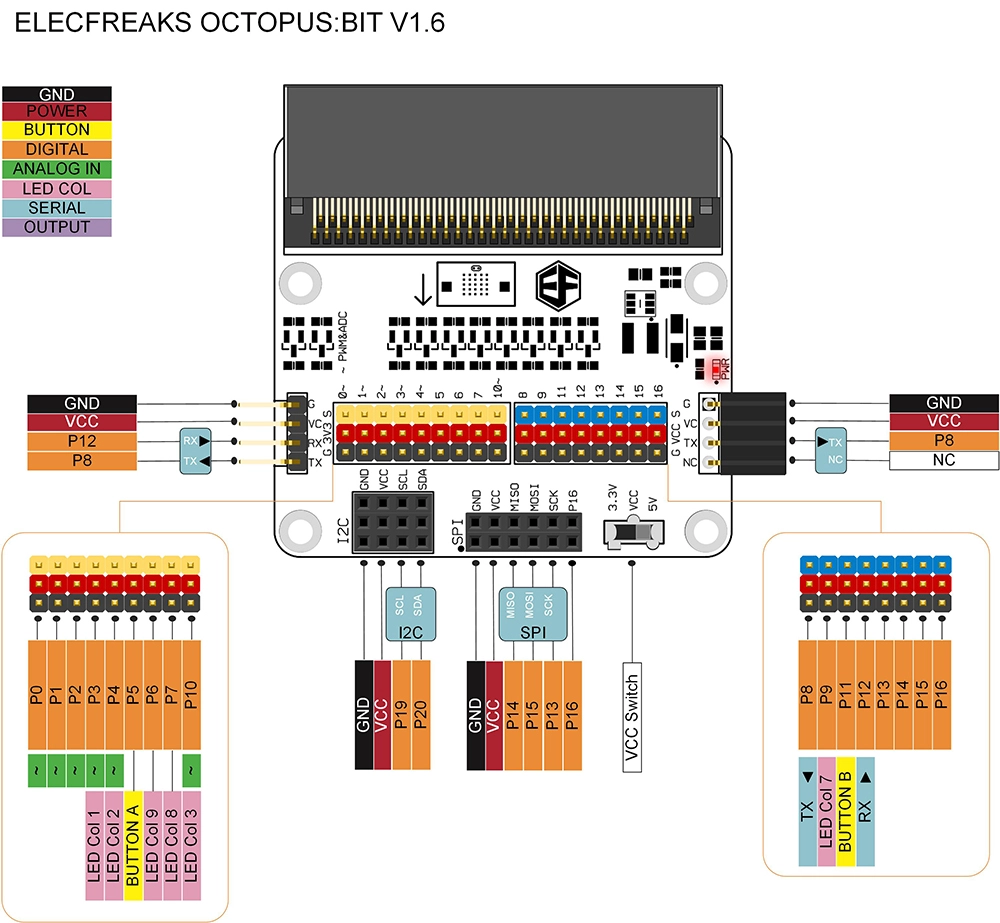 ELECFREAKS OCTOPUS:BIT V1.6
GND
POWER
BUTTON
DIGITAL
ANALOG IN
LED COL
SERIAL
OUTPUT
EF
~ PWM&ADC
PWR
0~ 1~ 2~ 3~ 4~ 5 6 7 10~
8 9 11 12 13 14 15 16
G
VC
RX
TX
S
3V3
G
S
VCC
G
G
VC
TX
NC
GND
VCC
P12
P8
RX
TX
TX
NC
GND
VCC
P8
NC
I2C
GND VCC SCL SDA
SPI
GND VCC MISO MOSI SCK P16
3.3V VCC 5V
SCL SDA
I2C
MISO MOSI SCK
SPI
GND VCC P19 P20
GND VCC P14 P15 P13 P16
VCC Switch
P0 P1 P2 P3 P4 P5 P6 P7 P10
~ ~ ~ ~ ~ ~
LED Col 1
LED Col 2
BUTTON A
LED Col 9
LED Col 8
LED Col 3
P8 P9 P11 P12 P13 P14 P15 P16
TX
LED Col 7
BUTTON B
RX